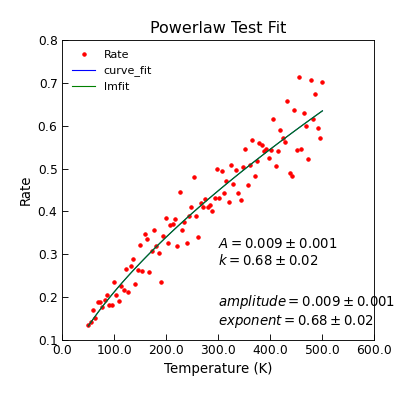 Powerlaw Test Fit
0.8
0.7
0.6
0.5
0.4
0.3
0.2
0.1
Rate
Rate
curve_fit
lmfit
A = 0.009 ± 0.001
k = 0.68 ± 0.02
amplitude = 0.009 ± 0.001
exponent = 0.68 ± 0.02
0.0 100.0 200.0 300.0 400.0 500.0 600.0
Temperature (K)